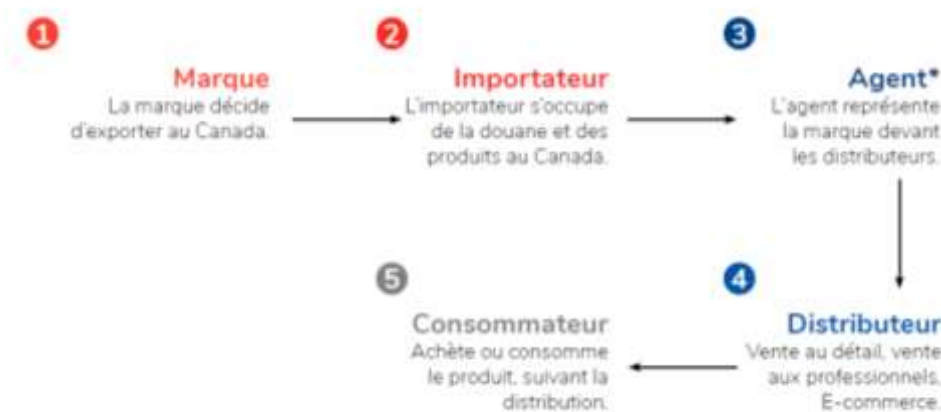 1
Marque
La marque décide
d'exporter au Canada.
2
Importateur
L'importateur s'occupe
de la douane et des
produits au Canada.
3
Agent*
L'agent représente
la marque devant
les distributeurs.
4
Distributeur
Vente au détail, vente
aux professionnels,
E-commerce.
5
Consommateur
Achète ou consomme
le produit, suivant la
distribution.